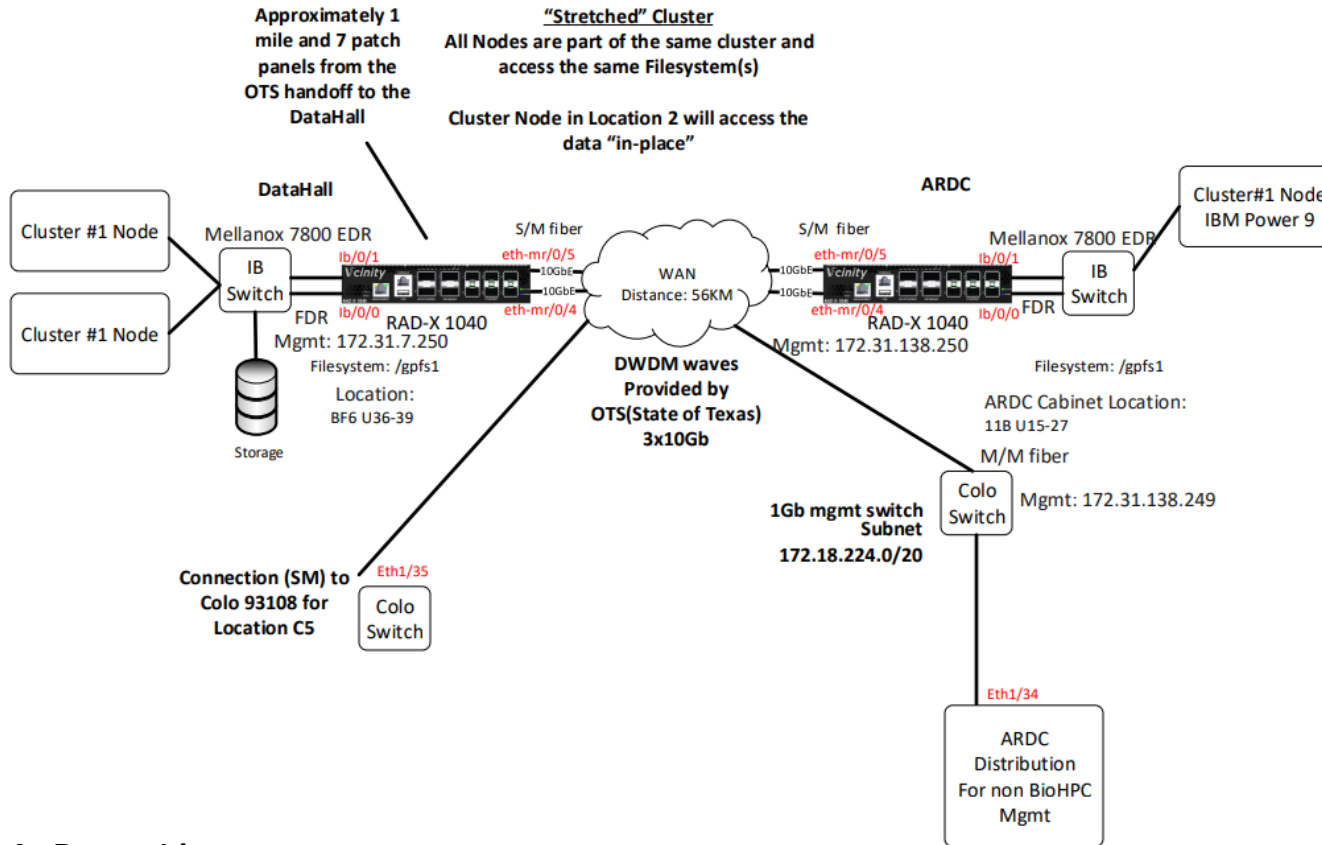 Approximately 1
mile and 7 patch
panels from the
OTS handoff to the
DataHall
“Stretched” Cluster
All Nodes are part of the same cluster and
access the same Filesystem(s)
Cluster Node in Location 2 will access the
data “in-place”
DataHall
ARDC
Cluster #1 Node
Cluster #1 Node
Mellanox 7800 EDR
IB
Switch
Ib/0/1
Ib/0/0
FDR
Vcinity
RAD-X 1040
Mgmt: 172.31.7.250
Filesystem: /gpfs1
Location:
BF6 U36-39
Storage
S/M fiber
eth-mr/0/5
10GbE
10GbE
eth-mr/0/4
WAN
Distance: 56KM
DWDM waves
Provided by
OTS(State of Texas)
3x10Gb
S/M fiber
eth-mr/0/5
10GbE
10GbE
eth-mr/0/4
Vcinity
RAD-X 1040
Mgmt: 172.31.138.250
Mellanox 7800 EDR
Ib/0/1
Ib/0/0
FDR
IB
Switch
Cluster#1 Node
IBM Power 9
Filesystem: /gpfs1
ARDC Cabinet Location:
11B U15-27
M/M fiber
Colo
Switch
Mgmt: 172.31.138.249
1Gb mgmt switch
Subnet
172.18.224.0/20
Connection (SM) to
Colo 93108 for
Location C5
Eth1/35
Colo
Switch
Eth1/34
ARDC
Distribution
For non BioHPC
Mgmt